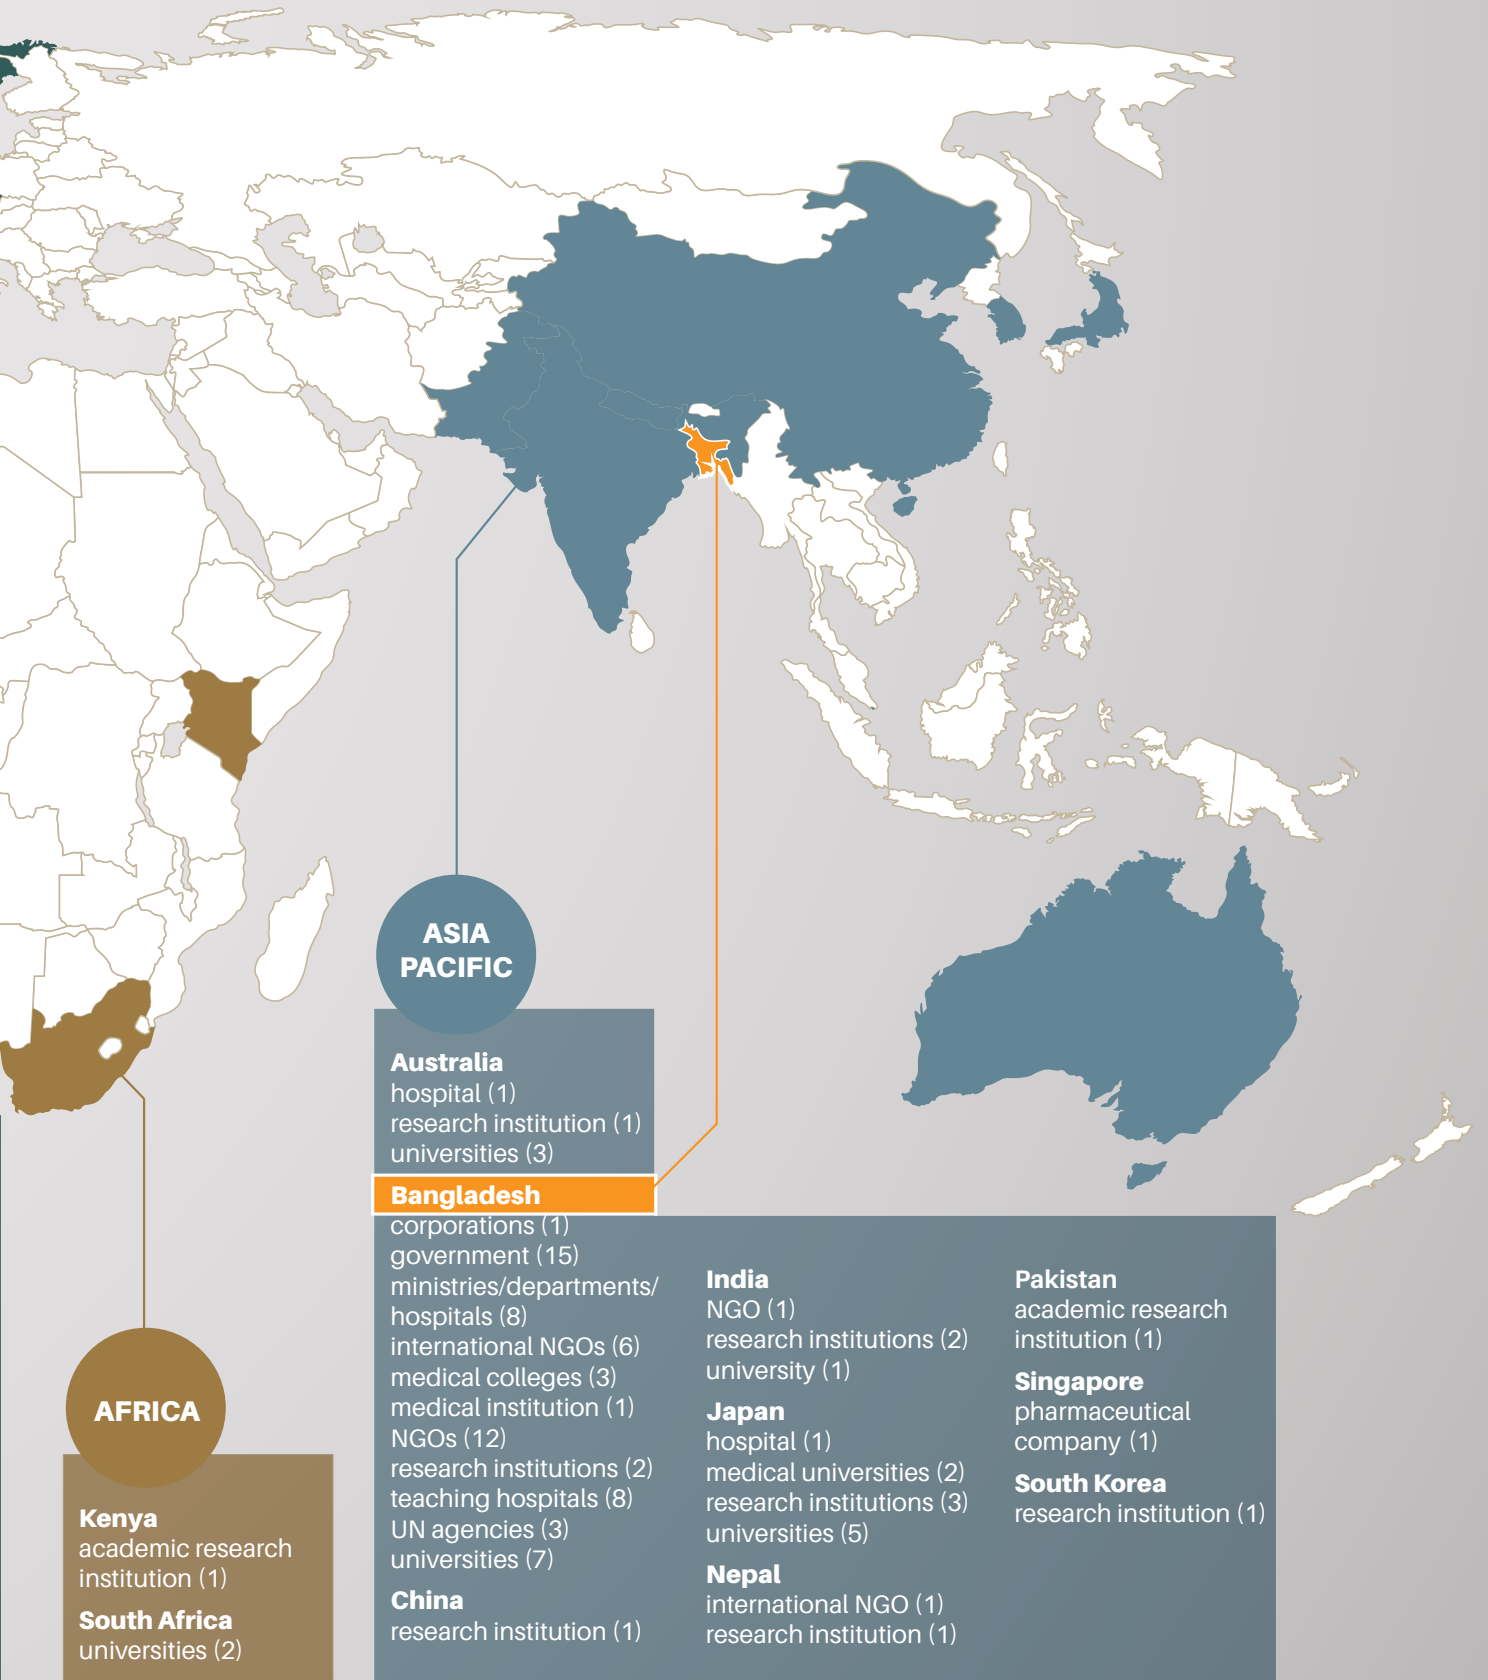 ASIA
PACIFIC
Australia
hospital (1)
research institution (1)
universities (3)
Bangladesh
corporations (1)
government (15)
ministries/departments/
hospitals (8)
international NGOs (6)
medical colleges (3)
medical institution (1)
NGOs (12)
research institutions (2)
teaching hospitals (8)
UN agencies (3)
universities (7)
China
research institution (1)
India
NGO (1)
research institutions (2)
university (1)
Japan
hospital (1)
medical universities (2)
research institutions (3)
universities (5)
Nepal
international NGO (1)
research institution (1)
Pakistan
academic research
institution (1)
Singapore
pharmaceutical
company (1)
South Korea
research institution (1)
AFRICA
Kenya
academic research
institution (1)
South Africa
universities (2)